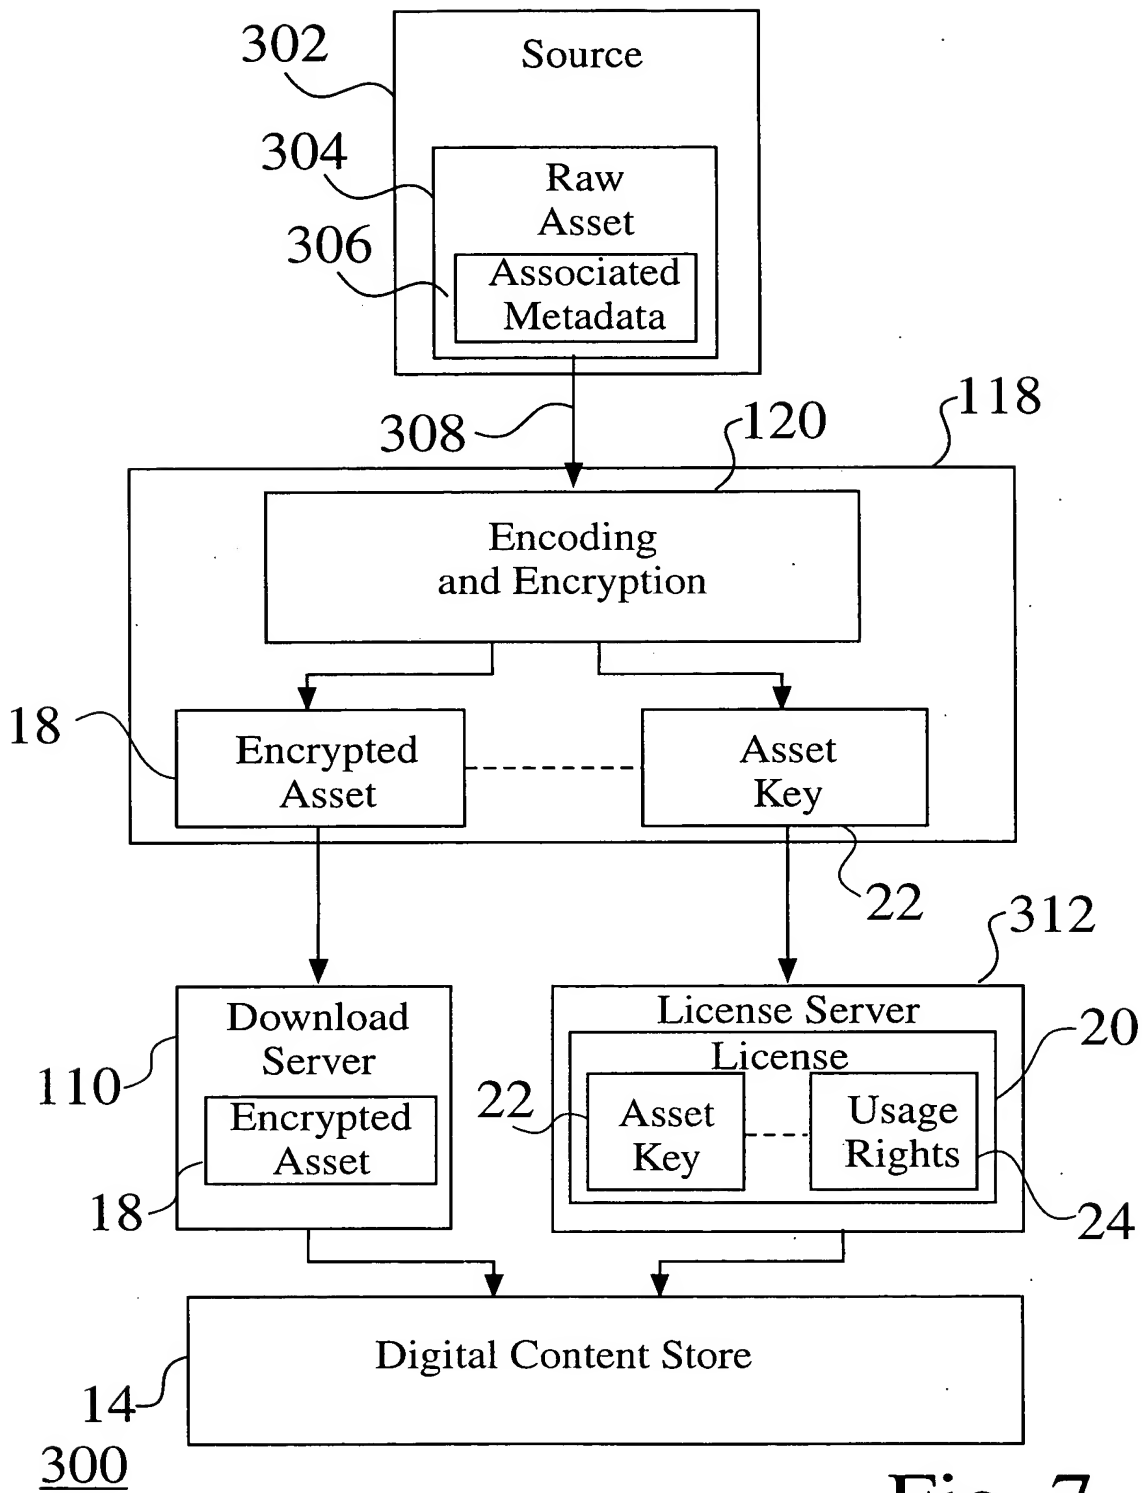 302
Source
304
Raw
Asset
306
Associated
Metadata
308
120
118
Encoding
and Encryption
18
Encrypted
Asset
Asset
Key
22
312
Download
Server
110
Encrypted
Asset
18
License Server
License
20
22
Asset
Key
Usage
Rights
24
Digital Content Store
14
300
Fig. 7